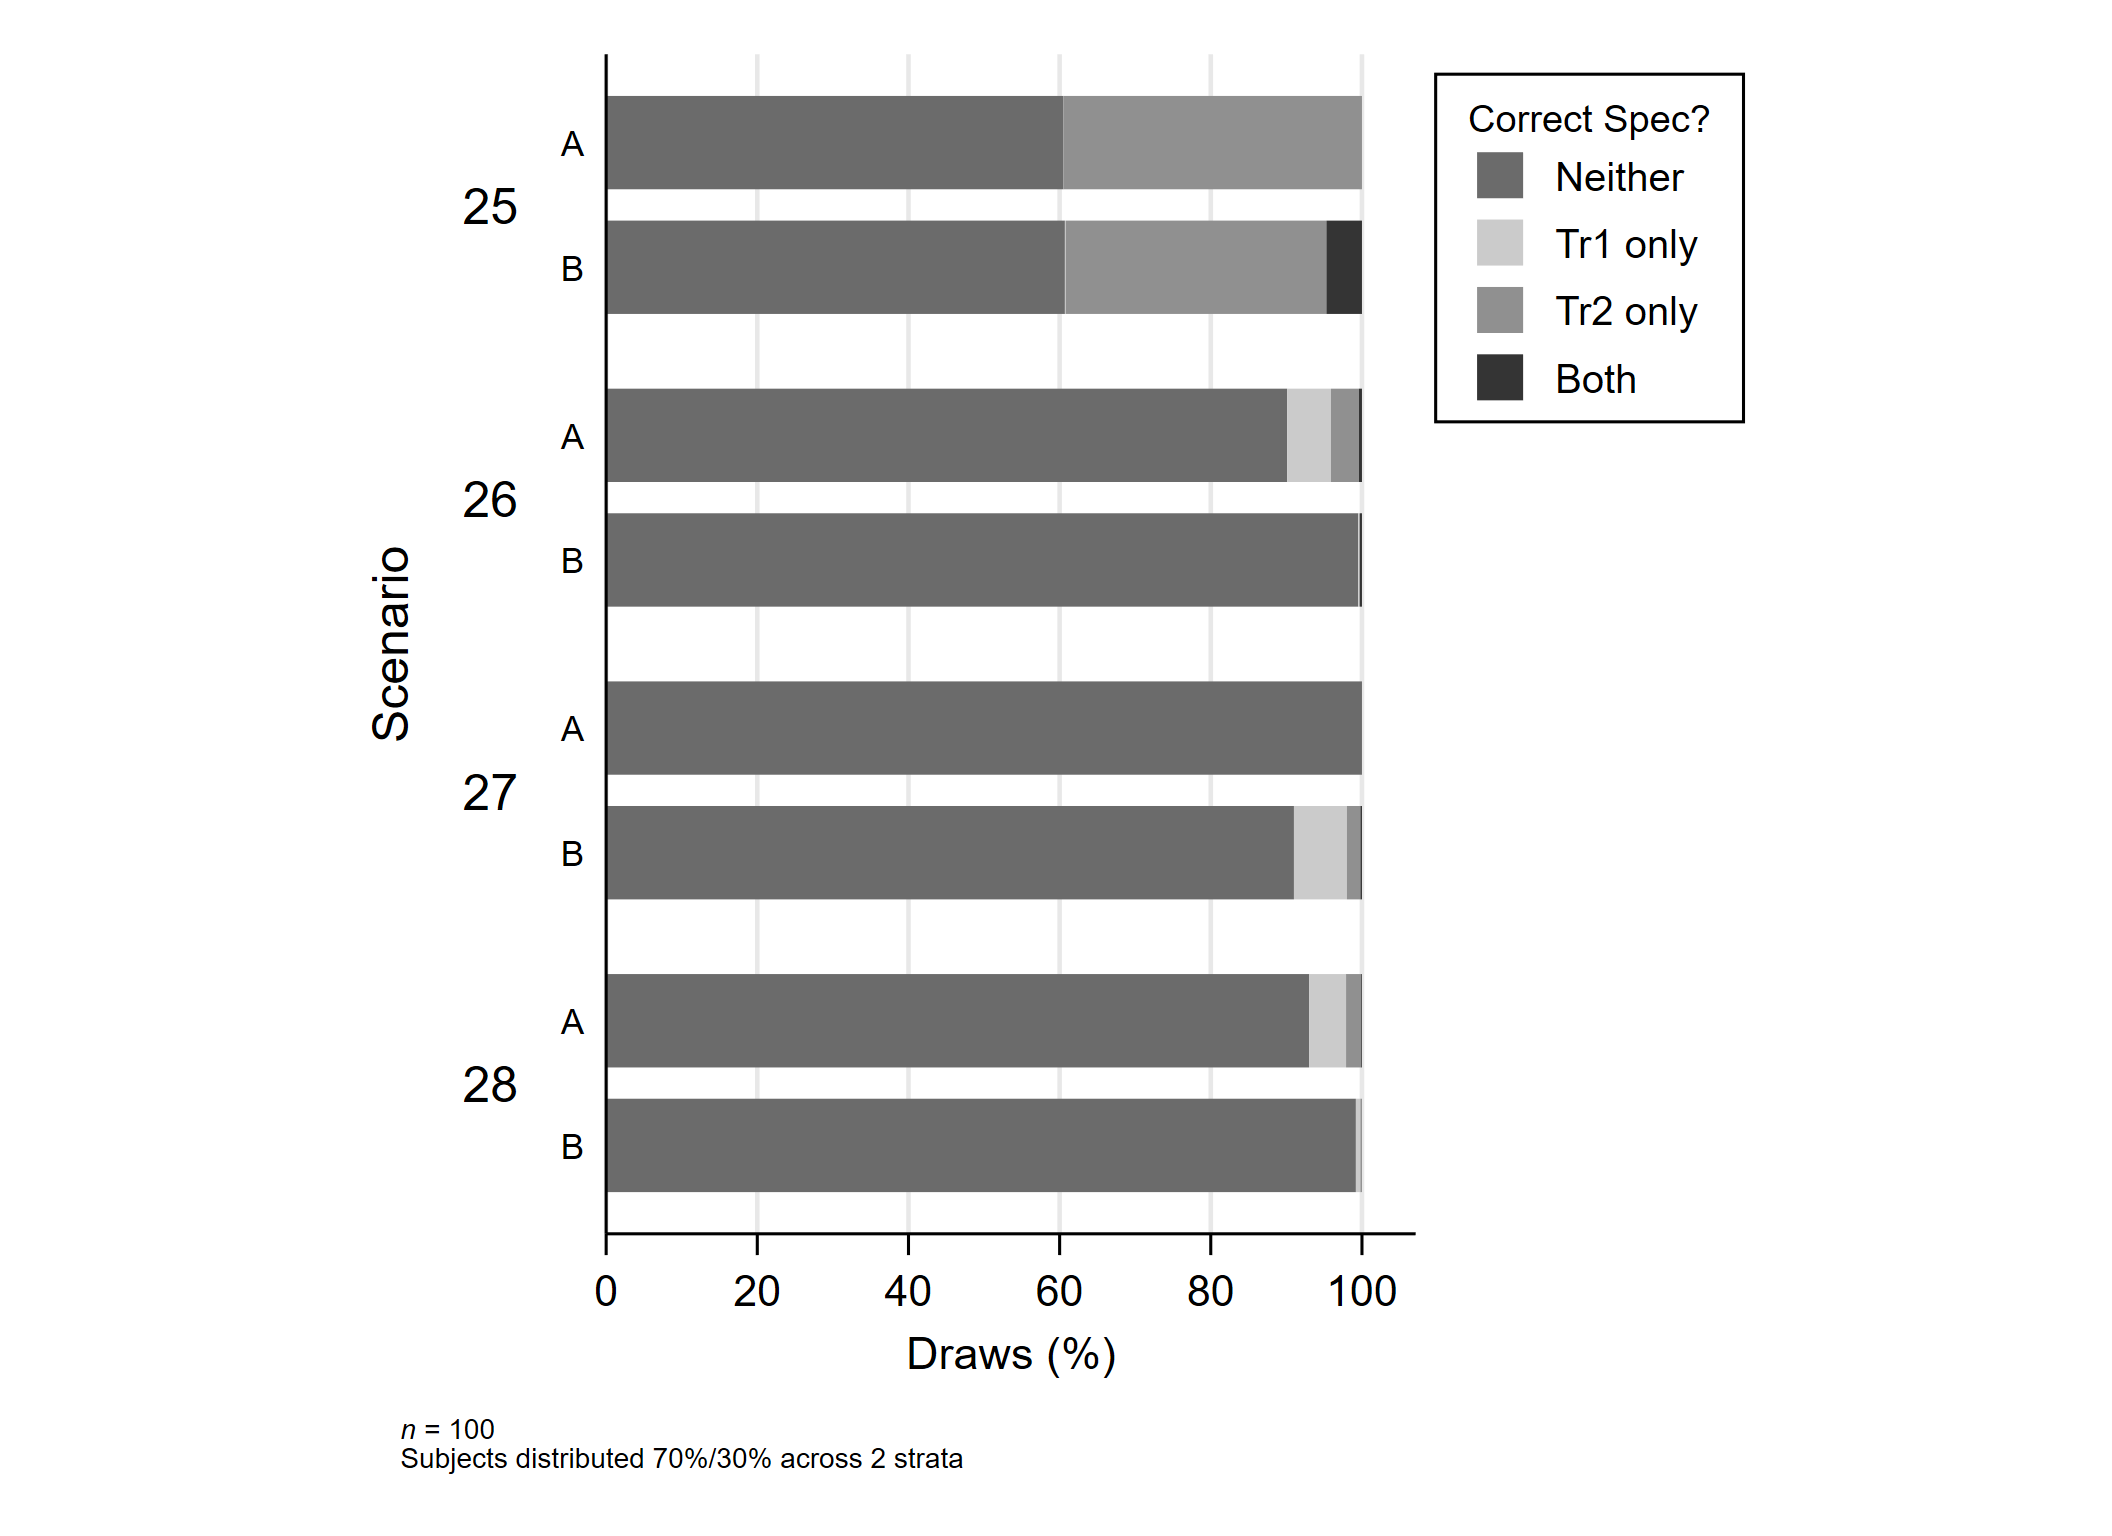 Correct Spec?
Neither
Tr1 only
Tr2 only
Both
Scenario
25
A
B
26
A
B
27
A
B
28
A
B
0 20 40 60 80 100
Draws (%)
n = 100
Subjects distributed 70%/30% across 2 strata